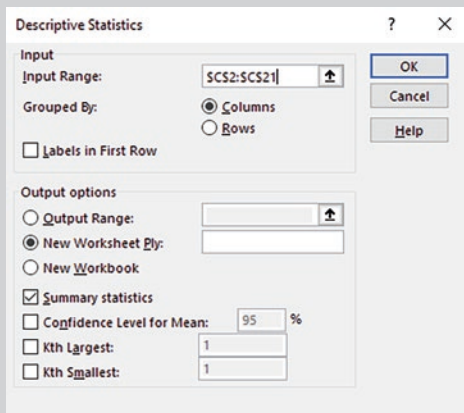 Descriptive Statistics ? ×
Input
Input Range: $C$2:$C$21
Grouped By: Columns
Rows
Labels in First Row
OK
Cancel
Help
Output options
Output Range:
New Worksheet Ply:
New Workbook
Summary statistics
Confidence Level for Mean: 95 %
Kth Largest: 1
Kth Smallest: 1